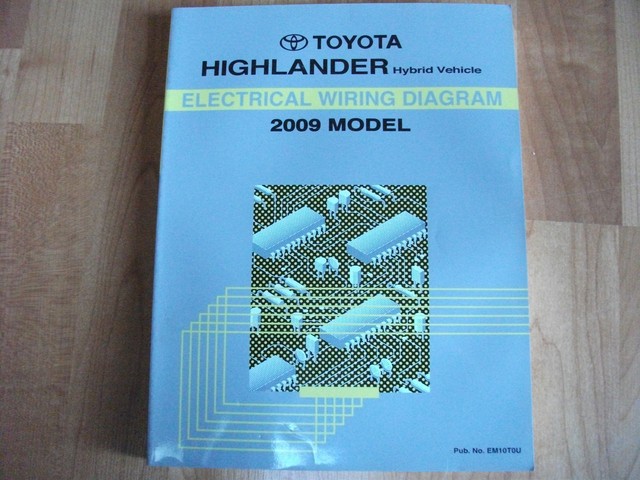 TOYOTA
HIGHLANDER Hybrid Vehicle
ELECTRICAL WIRING DIAGRAM
2009 MODEL
Pub. No. EM10T0U